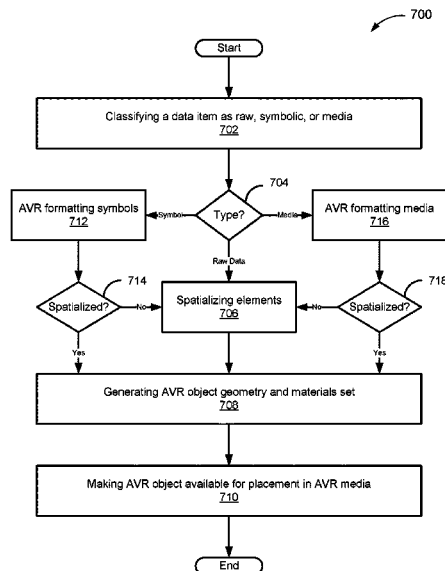 700
Start
Classifying a data item as raw, symbolic, or media
702
704
AVR formatting symbols
712
Symbol
Type?
Media
AVR formatting media
716
Raw Data
714
718
Spatialized?
No
Spatializing elements
706
No
Spatialized?
Yes
Yes
Generating AVR object geometry and materials set
708
Making AVR object available for placement in AVR media
710
End